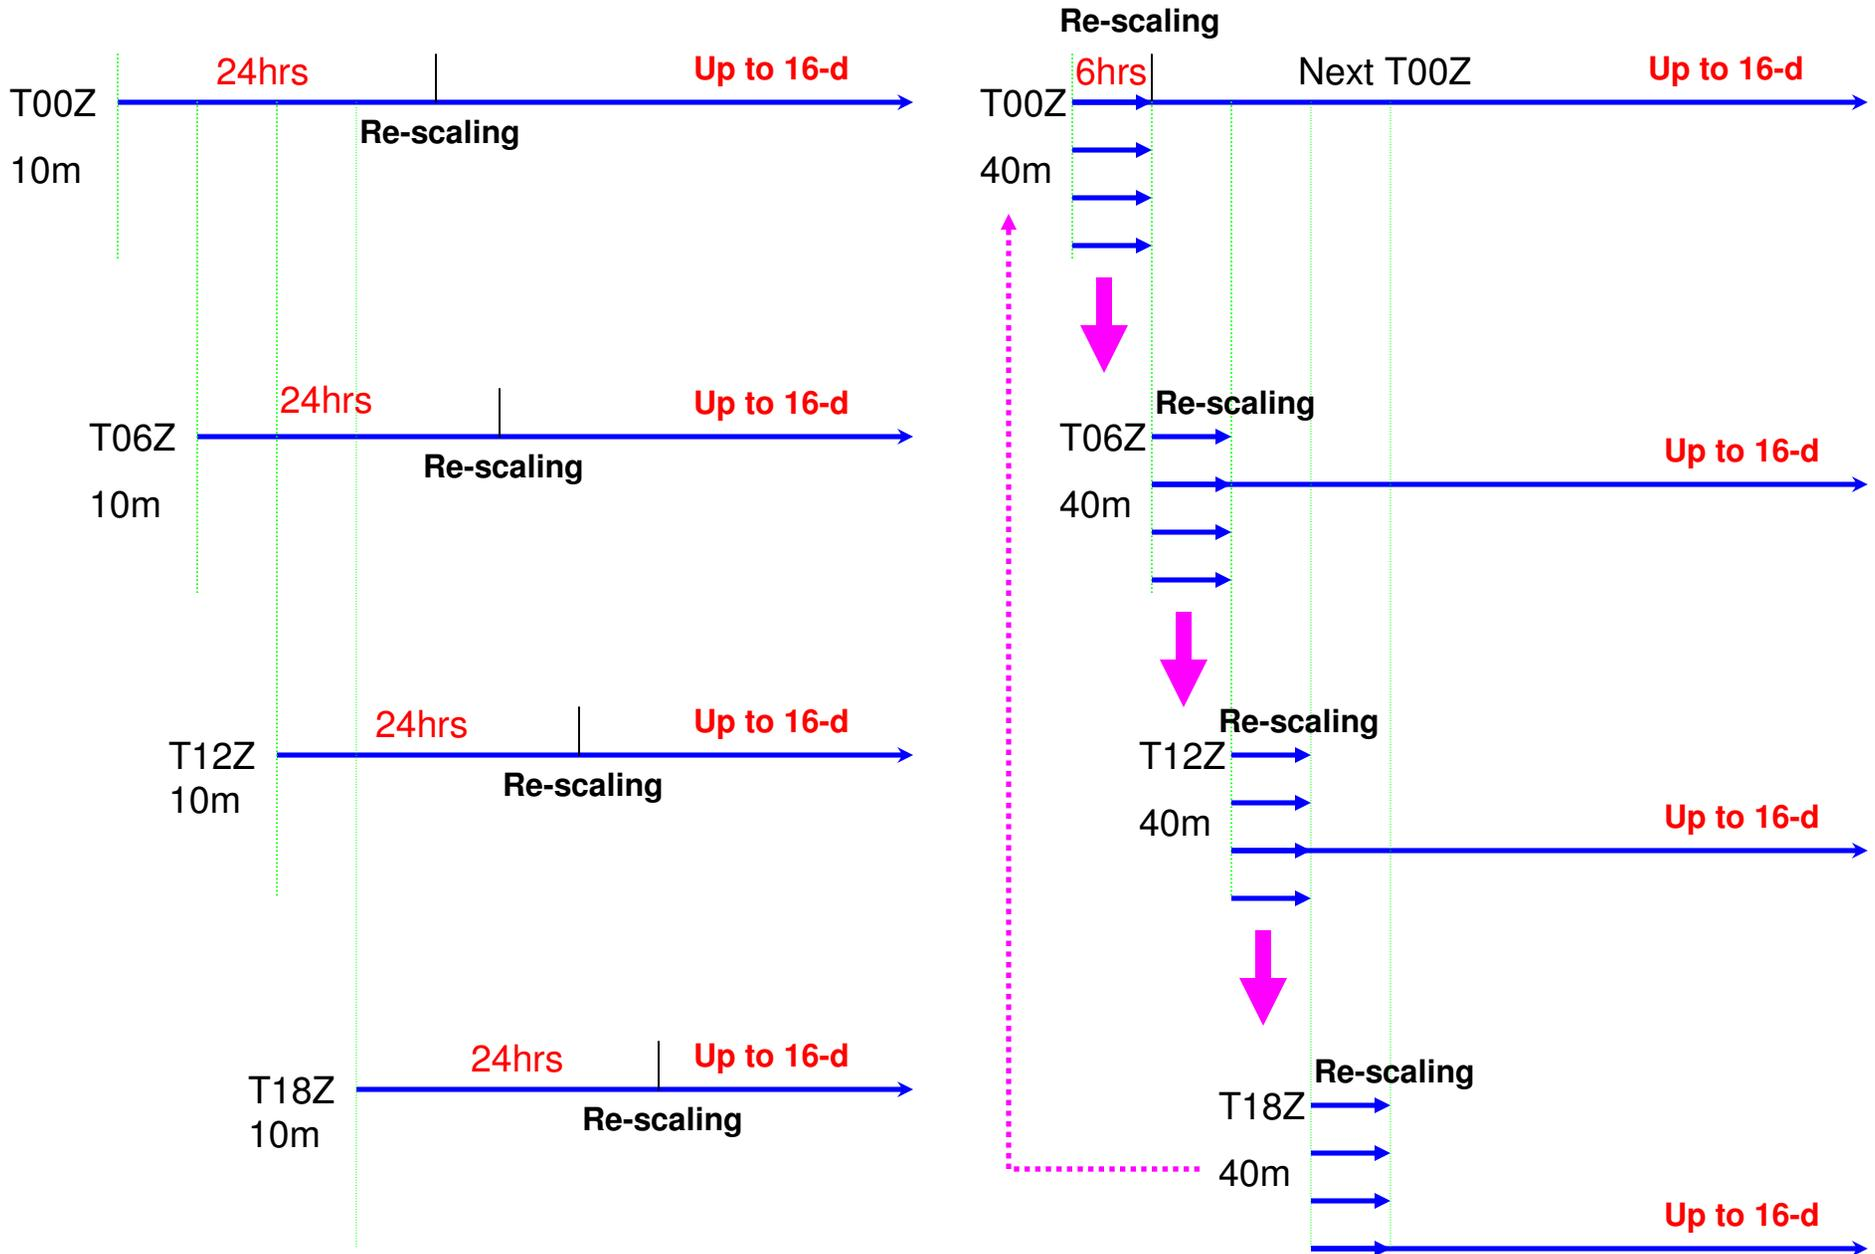 24hrs
Up to 16-d
T00Z
Re-scaling
10m
24hrs
Up to 16-d
T06Z
Re-scaling
10m
24hrs
Up to 16-d
T12Z
Re-scaling
10m
24hrs
Up to 16-d
T18Z
Re-scaling
10m
Re-scaling
6hrs
Next T00Z
Up to 16-d
T00Z
40m
Re-scaling
T06Z
Up to 16-d
40m
Re-scaling
T12Z
Up to 16-d
40m
Re-scaling
T18Z
40m
Up to 16-d